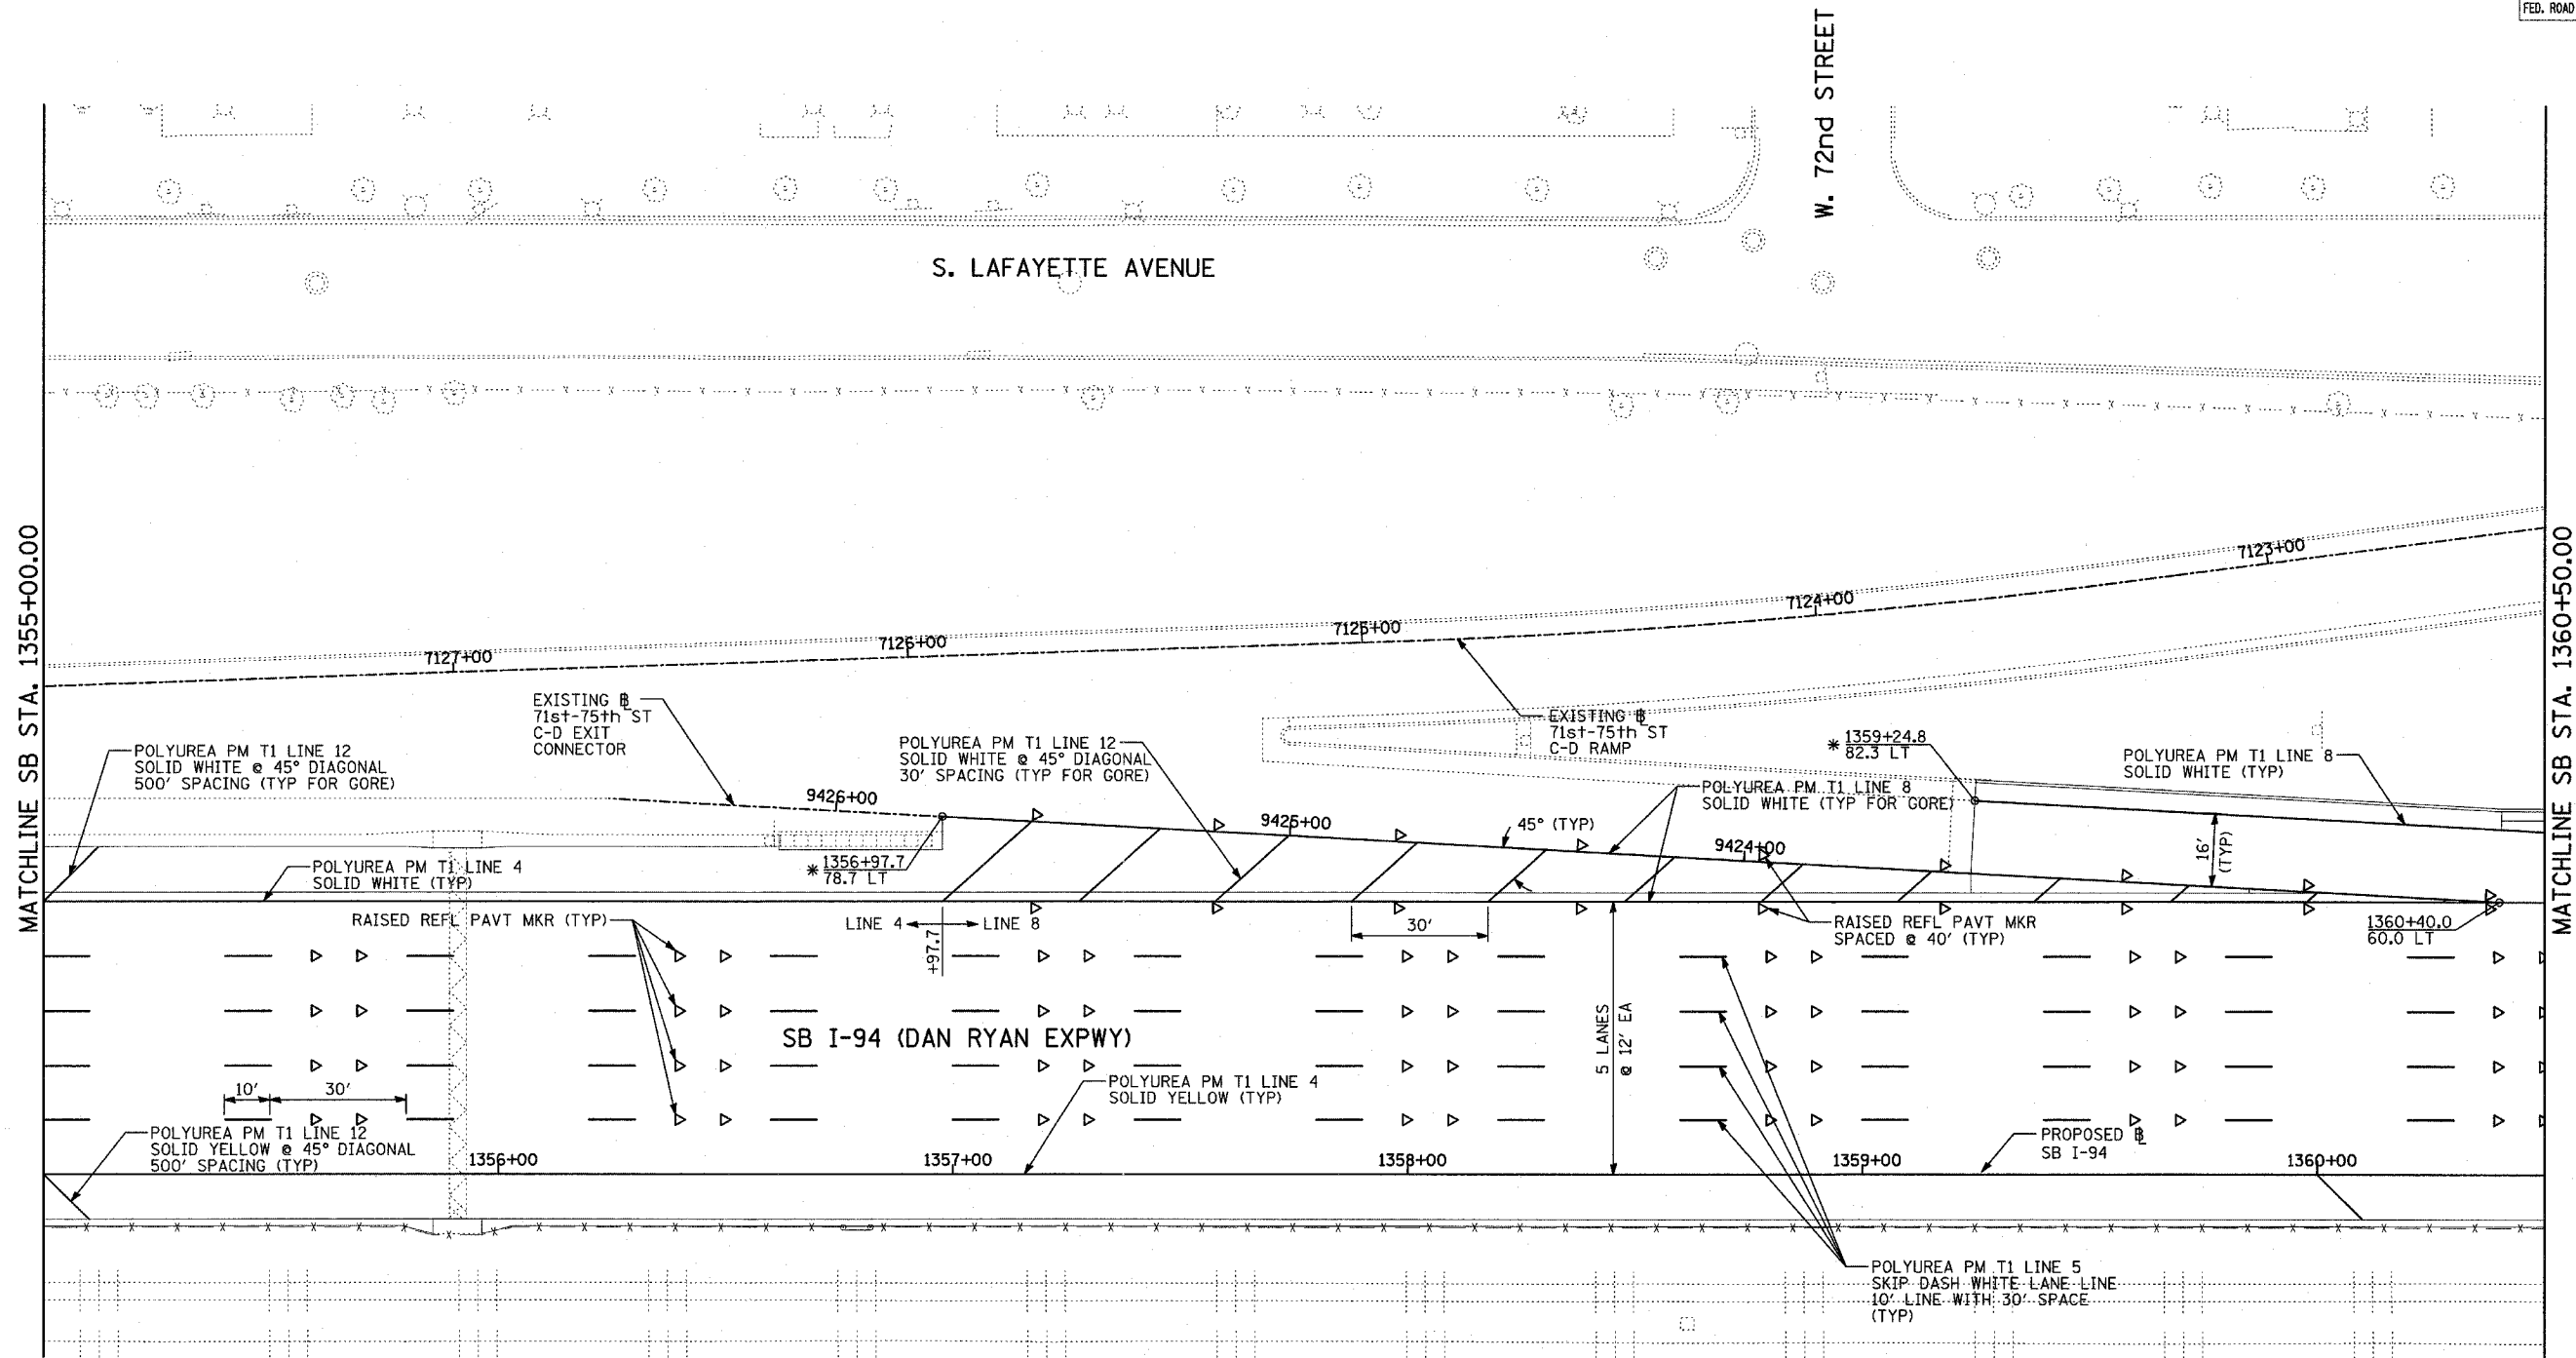 FED. ROAD
W. 72nd STREET
S. LAFAYETTE AVENUE
MATCHLINE SB STA. 1355+00.00
MATCHLINE SB STA. 1360+50.00
7123+00
7124+00
7125+00
7126+00
7127+00
EXISTING B
71st-75th ST
C-D EXIT
CONNECTOR
EXISTING B
71st-75th ST
C-D RAMP
POLYUREA PM T1 LINE 12
SOLID WHITE @ 45° DIAGONAL
500' SPACING (TYP FOR GORE)
POLYUREA PM T1 LINE 12
SOLID WHITE @ 45° DIAGONAL
30' SPACING (TYP FOR GORE)
* 1359+24.8
82.3 LT
POLYUREA PM T1 LINE 8
SOLID WHITE (TYP)
9426+00
9425+00
9424+00
POLYUREA PM T1 LINE 8
SOLID WHITE (TYP FOR GORE)
45° (TYP)
16'
(TYP)
* 1356+97.7
78.7 LT
POLYUREA PM T1 LINE 4
SOLID WHITE (TYP)
RAISED REFL PAVT MKR (TYP)
LINE 4
LINE 8
+97.7
30'
RAISED REFL PAVT MKR
SPACED @ 40' (TYP)
1360+40.0
60.0 LT
SB I-94 (DAN RYAN EXPWY)
5 LANES
@ 12' EA
10'
30'
POLYUREA PM T1 LINE 4
SOLID YELLOW (TYP)
POLYUREA PM T1 LINE 12
SOLID YELLOW @ 45° DIAGONAL
500' SPACING (TYP)
PROPOSED B
SB I-94
1356+00
1357+00
1358+00
1359+00
1360+00
POLYUREA PM T1 LINE 5
SKIP DASH WHITE LANE LINE
10' LINE WITH 30' SPACE
(TYP)